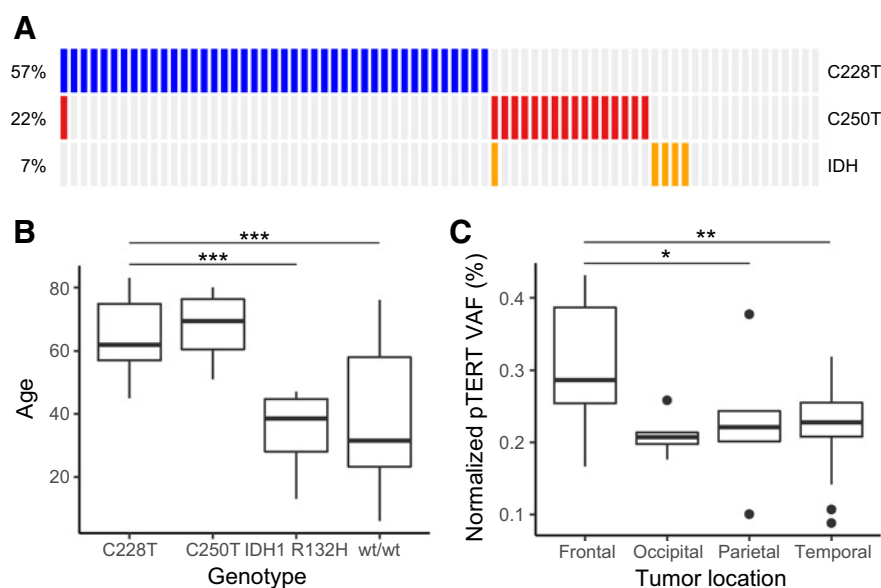 A
57% C228T
22% C250T
7% IDH
B
***
***
80
60
40
20
Age
C228T C250T IDH1 R132H wt/wt
Genotype
C
**
*
0.4
0.3
0.2
0.1
Normalized pTERT VAF (%)
Frontal Occipital Parietal Temporal
Tumor location